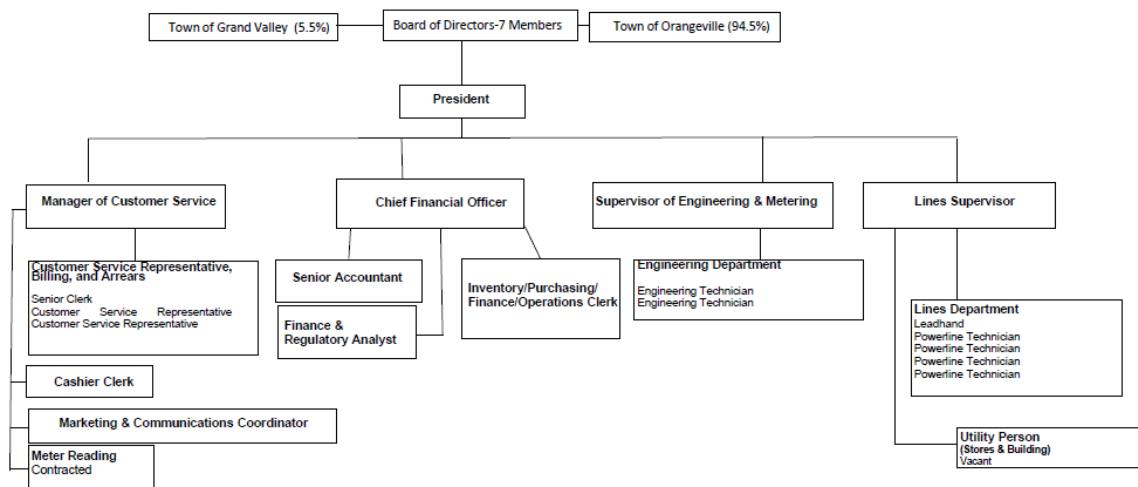 Town of Grand Valley (5.5%)
Board of Directors-7 Members
Town of Orangeville (94.5%)
President
Manager of Customer Service
Chief Financial Officer
Supervisor of Engineering & Metering
Lines Supervisor
Customer Service Representative,
Billing, and Arrears
Senior Clerk
Customer Service Representative
Customer Service Representative
Senior Accountant
Finance &
Regulatory Analyst
Inventory/Purchasing/
Finance/Operations Clerk
Engineering Department
Engineering Technician
Engineering Technician
Lines Department
Leadhand
Powerline Technician
Powerline Technician
Powerline Technician
Powerline Technician
Cashier Clerk
Marketing & Communications Coordinator
Meter Reading
Contracted
Utility Person
(Stores & Building)
Vacant